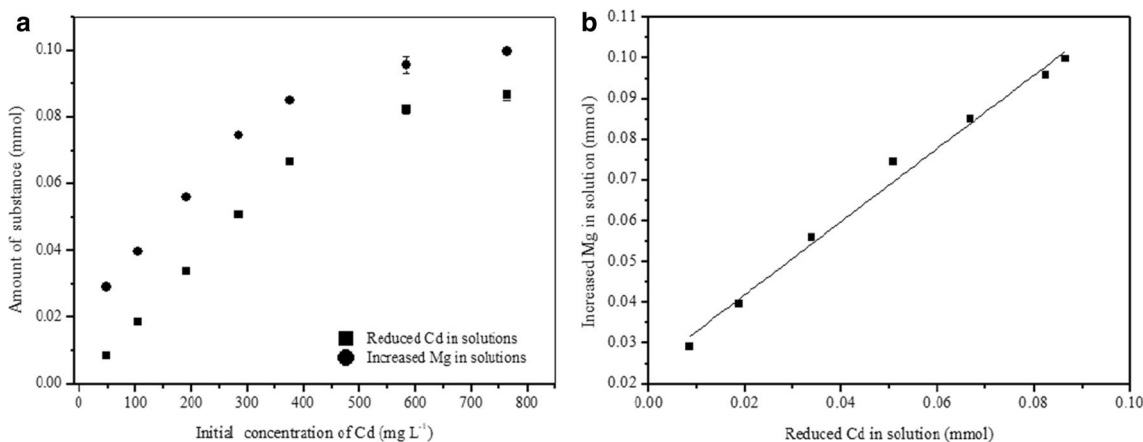 a
Amount of substance (mmol)
0.10
0.08
0.06
0.04
0.02
0.00
0 100 200 300 400 500 600 700 800
Initial concentration of Cd (mg L⁻¹)
Reduced Cd in solutions
Increased Mg in solutions
b
Increased Mg in solution (mmol)
0.11
0.10
0.09
0.08
0.07
0.06
0.05
0.04
0.03
0.02
0.00 0.02 0.04 0.06 0.08 0.10
Reduced Cd in solution (mmol)